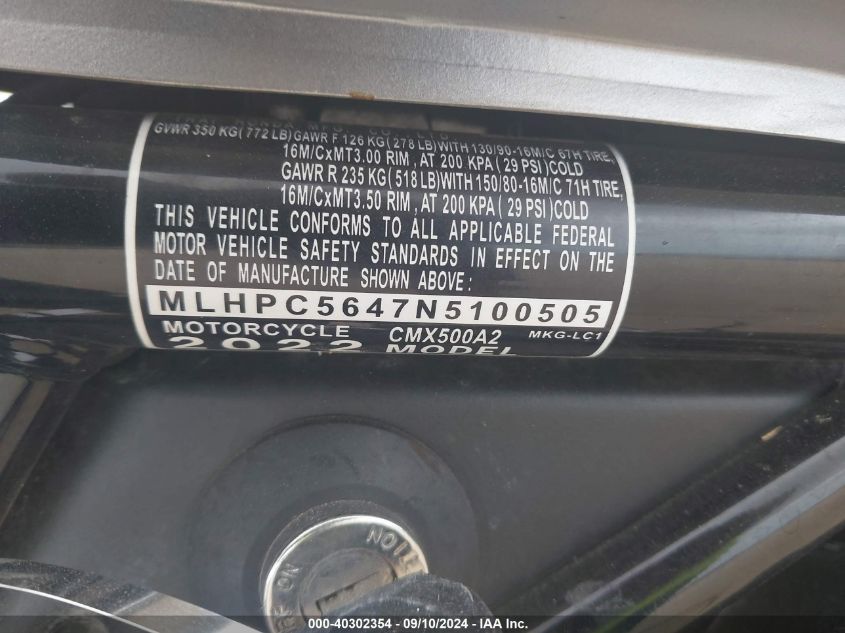 GVWR 350 KG( 772 LB)GAWR F 126 KG( 278 LB)WITH 130/90-16M/C 67H TIRE,
16M/CxMT3.00 RIM , AT 200 KPA ( 29 PSI )COLD
GAWR R 235 KG( 518 LB)WITH 150/80-16M/C 71H TIRE,
16M/CxMT3.50 RIM , AT 200 KPA ( 29 PSI )COLD
THIS VEHICLE CONFORMS TO ALL APPLICABLE FEDERAL
MOTOR VEHICLE SAFETY STANDARDS IN EFFECT ON THE
DATE OF MANUFACTURE SHOWN ABOVE :
MLHPC5647N5100505
MOTORCYCLE CMX500A2 MKG-LC1
2022 MODEL
ON
000-40302354 - 09/10/2024 - IAAI.com